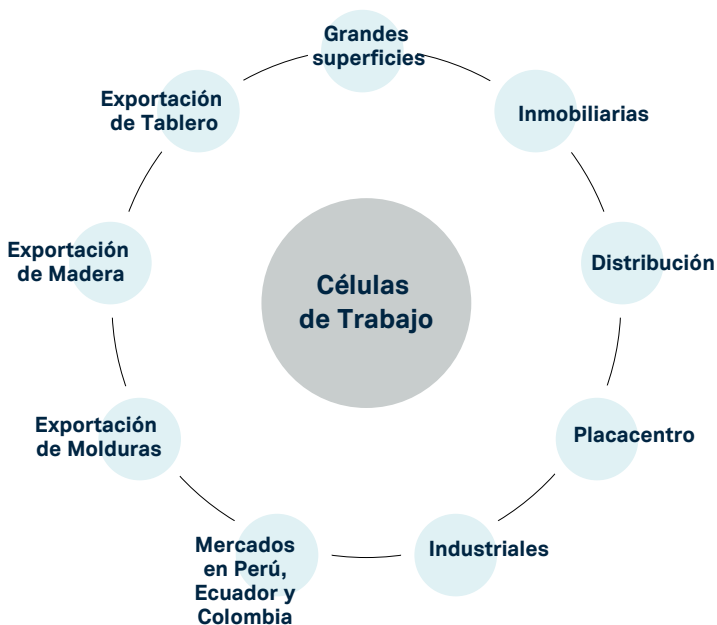 Grandes
superficies
Inmobiliarias
Distribución
Placacentro
Industriales
Mercados
en Perú,
Ecuador y
Colombia
Exportación
de Molduras
Exportación
de Madera
Exportación
de Tablero
Células
de Trabajo